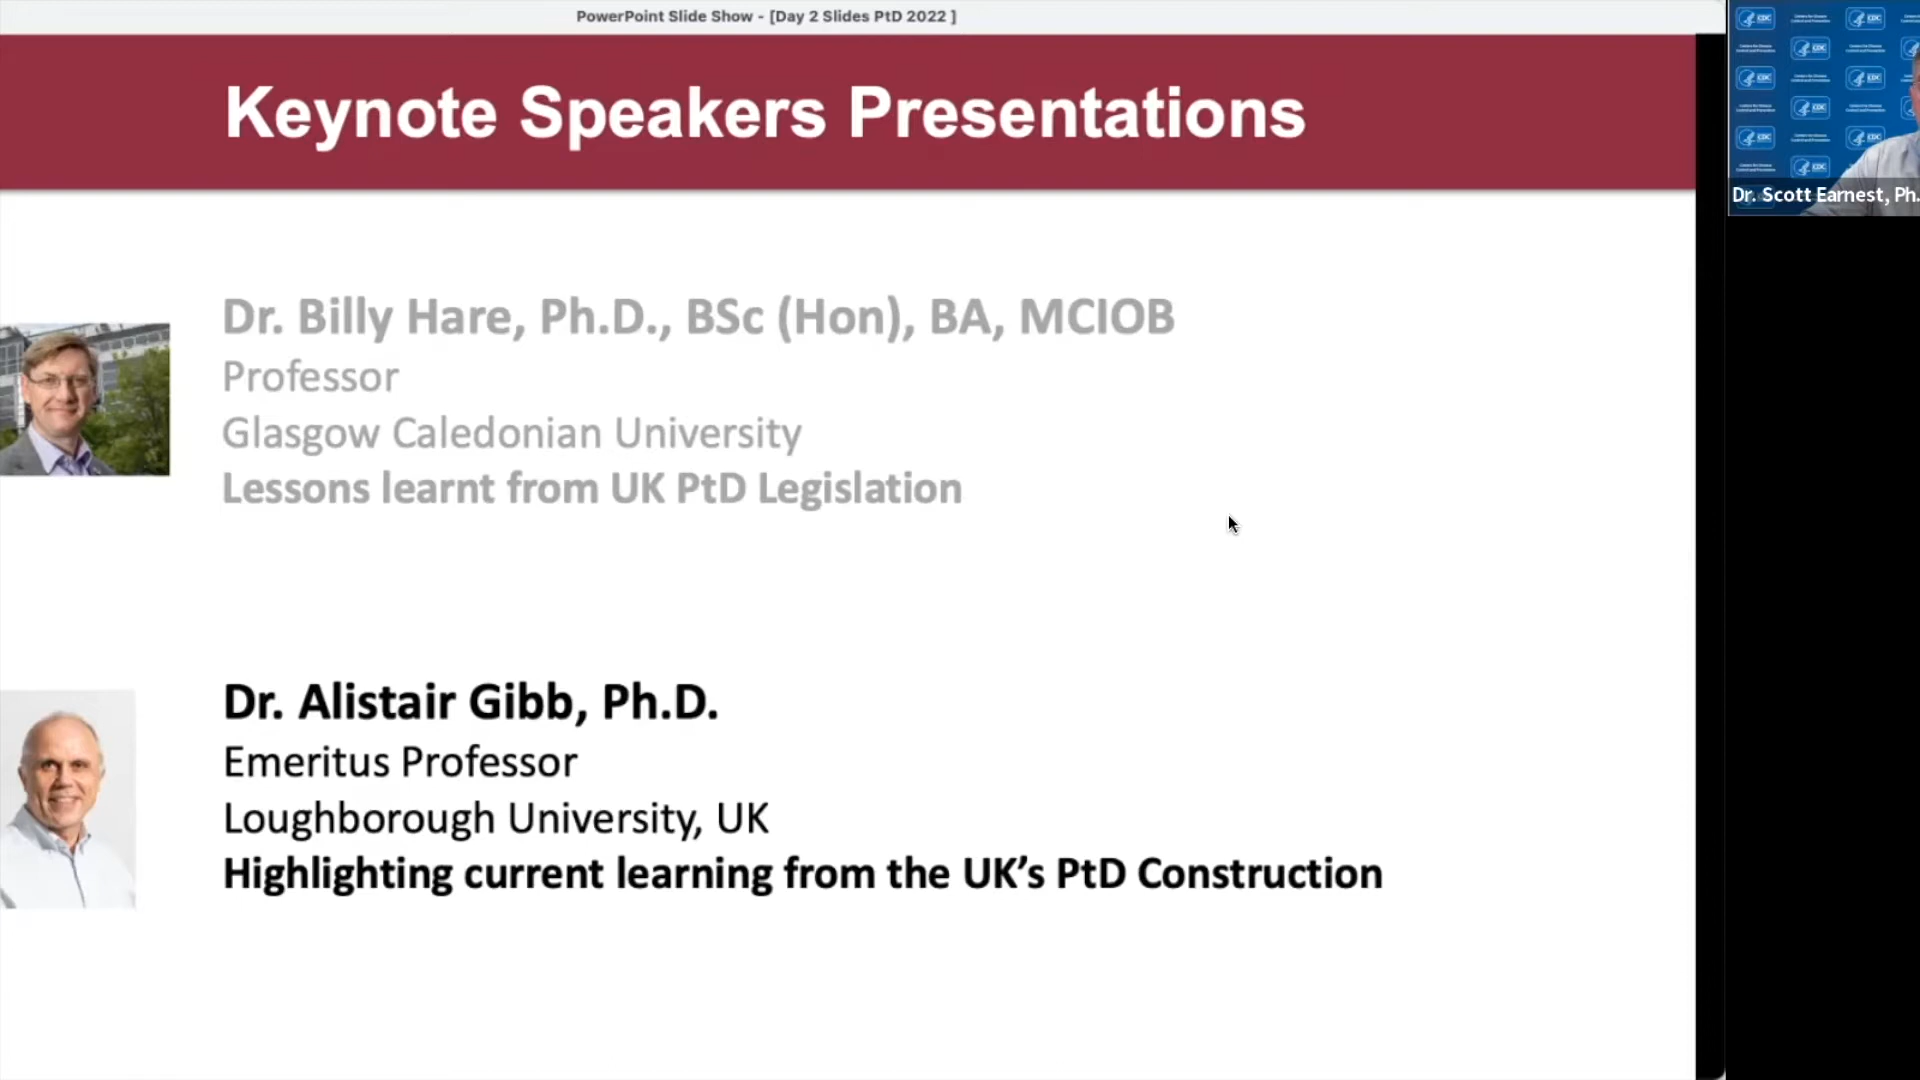 PowerPoint Slide Show - [Day 2 Slides PtD 2022 ]
Keynote Speakers Presentations
Dr. Billy Hare, Ph.D., BSc (Hon), BA, MCIOB
Professor
Glasgow Caledonian University
Lessons learnt from UK PtD Legislation
Dr. Alistair Gibb, Ph.D.
Emeritus Professor
Loughborough University, UK
Highlighting current learning from the UK’s PtD Construction
Dr. Scott Earnest, Ph.